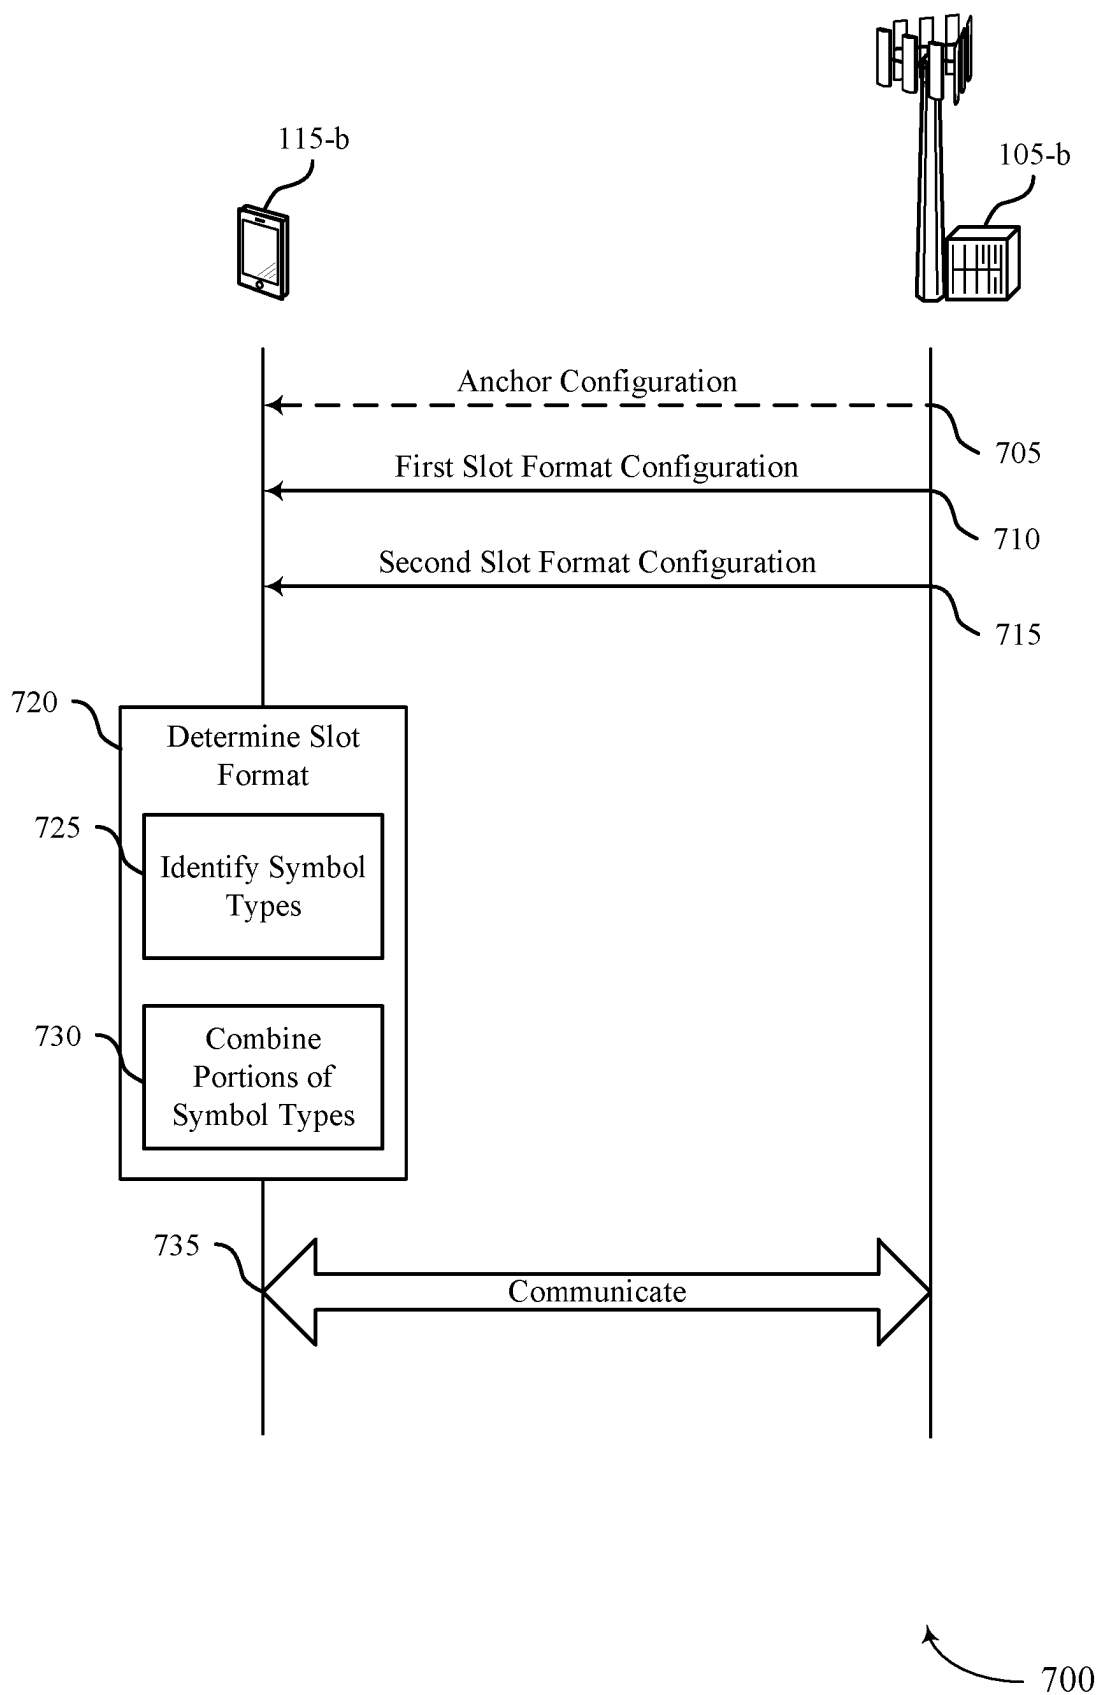 115-b
105-b
Anchor Configuration
705
First Slot Format Configuration
710
Second Slot Format Configuration
715
720
Determine Slot
Format
725
Identify Symbol
Types
730
Combine
Portions of
Symbol Types
735
Communicate
700